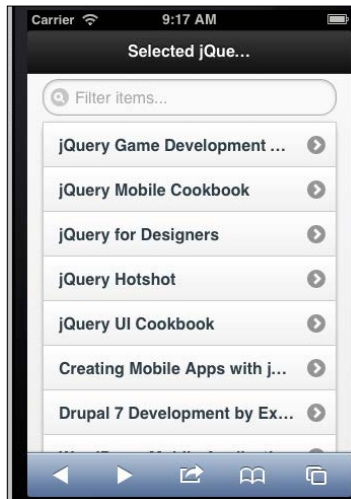 Carrier 9:17 AM
Selected jQue...
Filter items...
jQuery Game Development ...
jQuery Mobile Cookbook
jQuery for Designers
jQuery Hotshot
jQuery UI Cookbook
Creating Mobile Apps with j...
Drupal 7 Development by Ex...